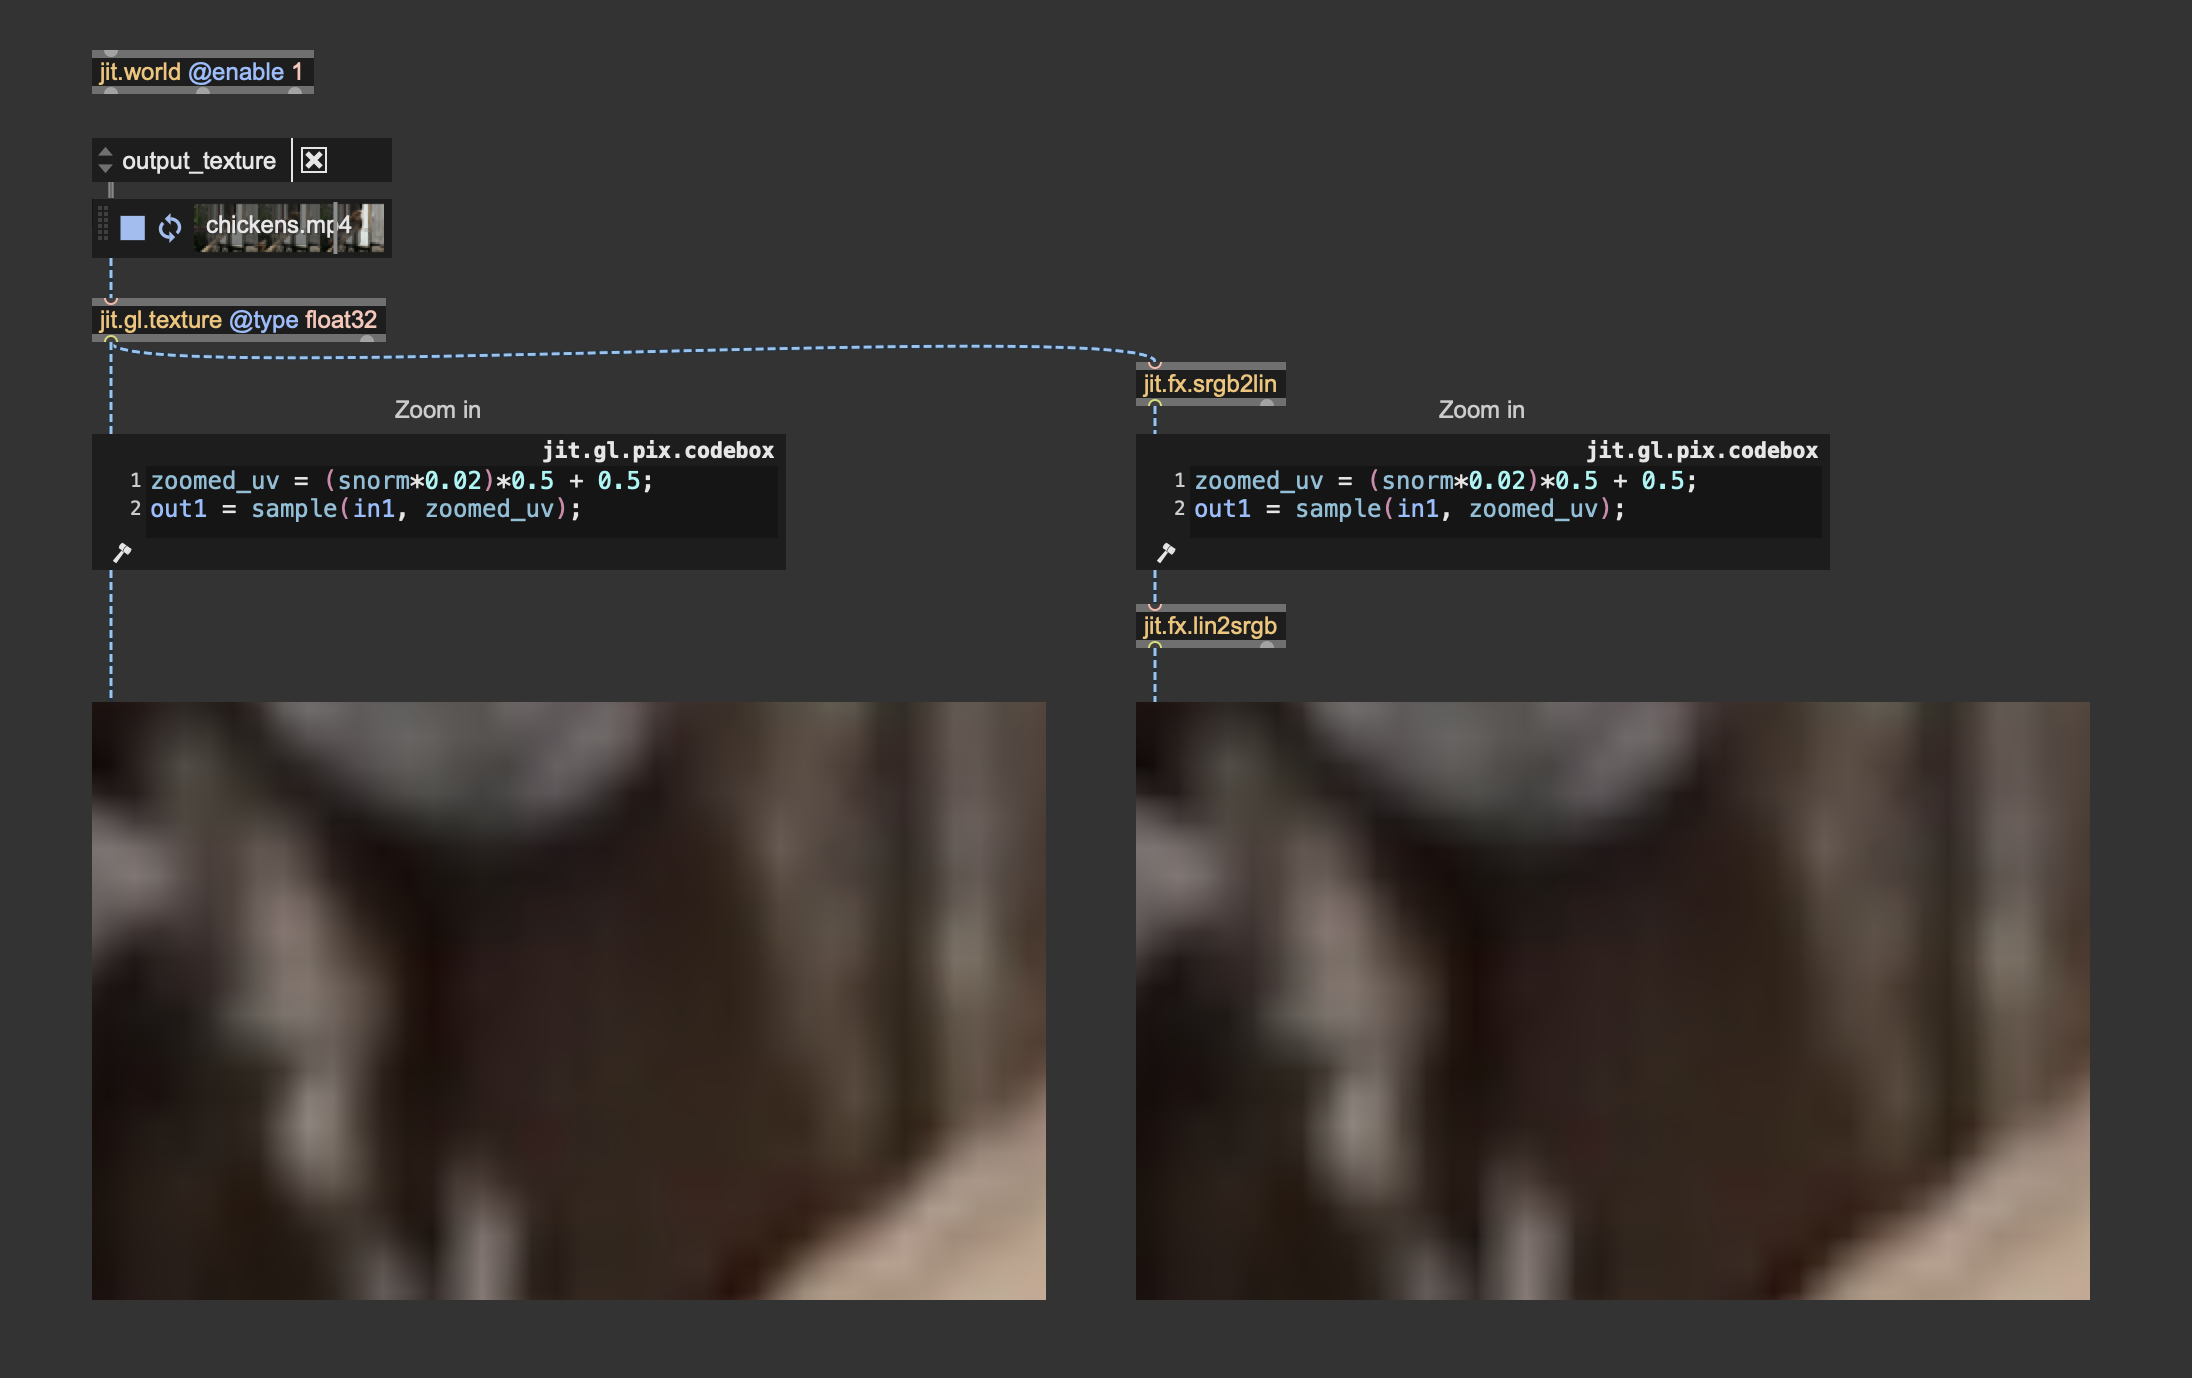 jit.world @enable 1
output_texture
chickens.mp4
jit.gl.texture @type float32
jit.fx.srgb2lin
Zoom in
Zoom in
jit.gl.pix.codebox
1 zoomed_uv = (snorm*0.02)*0.5 + 0.5;
2 out1 = sample(in1, zoomed_uv);
jit.gl.pix.codebox
1 zoomed_uv = (snorm*0.02)*0.5 + 0.5;
2 out1 = sample(in1, zoomed_uv);
jit.fx.lin2srgb